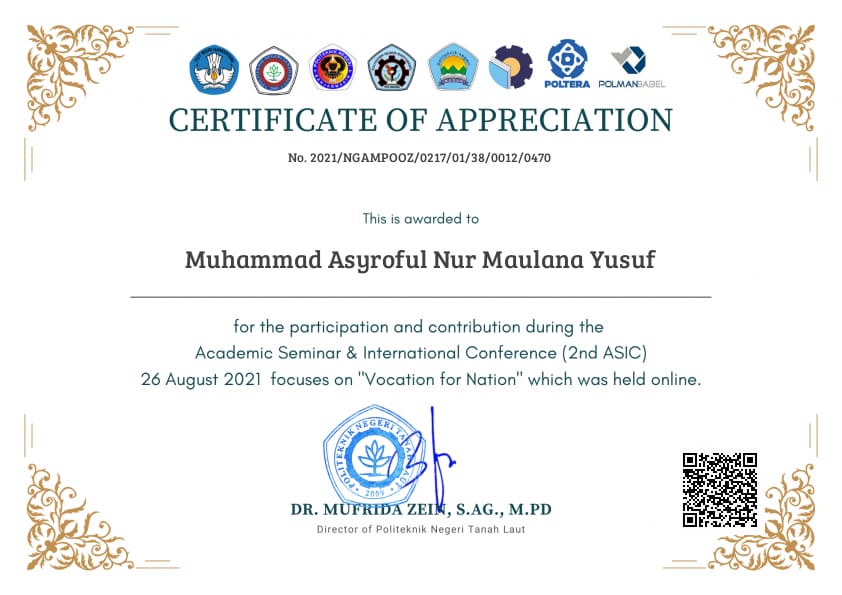 POLTERA
POLMANBABEL
CERTIFICATE OF APPRECIATION
No. 2021/NGAMPOOZ/0217/01/38/0012/0470
This is awarded to
Muhammad Asyroful Nur Maulana Yusuf
for the participation and contribution during the
Academic Seminar & International Conference (2nd ASIC)
26 August 2021 focuses on "Vocation for Nation" which was held online.
POLITEKNIK NEGERI TANAH LAUT
2009
DR. MUFRIDA ZEIN, S.AG., M.PD
Director of Politeknik Negeri Tanah Laut